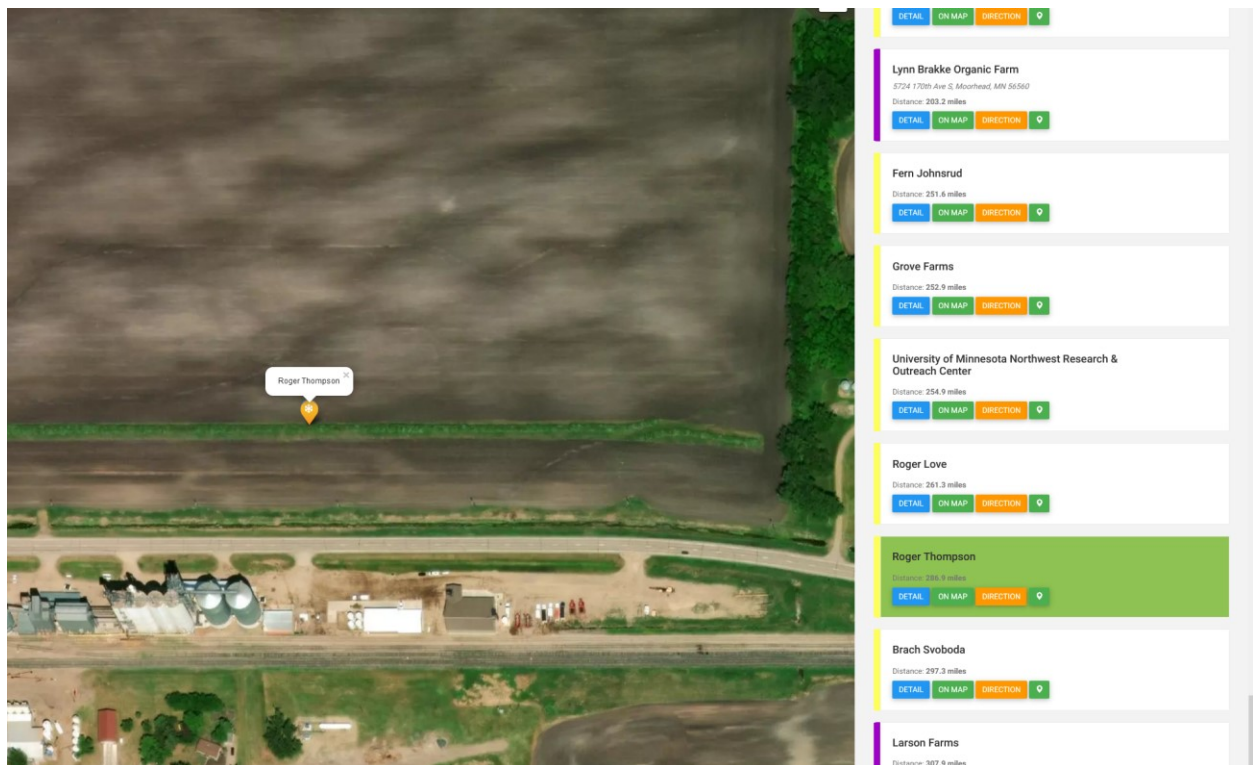 Roger Thompson
DETAIL ON MAP DIRECTION
Lynn Brakke Organic Farm
5724 170th Ave S, Moorhead, MN 56560
Distance: 203.2 miles
DETAIL ON MAP DIRECTION
Fern Johnsrud
Distance: 251.6 miles
DETAIL ON MAP DIRECTION
Grove Farms
Distance: 252.9 miles
DETAIL ON MAP DIRECTION
University of Minnesota Northwest Research &
Outreach Center
Distance: 254.9 miles
DETAIL ON MAP DIRECTION
Roger Love
Distance: 261.3 miles
DETAIL ON MAP DIRECTION
Roger Thompson
Distance: 286.9 miles
DETAIL ON MAP DIRECTION
Brach Svoboda
Distance: 297.3 miles
DETAIL ON MAP DIRECTION
Larson Farms
Distance: 307.9 miles